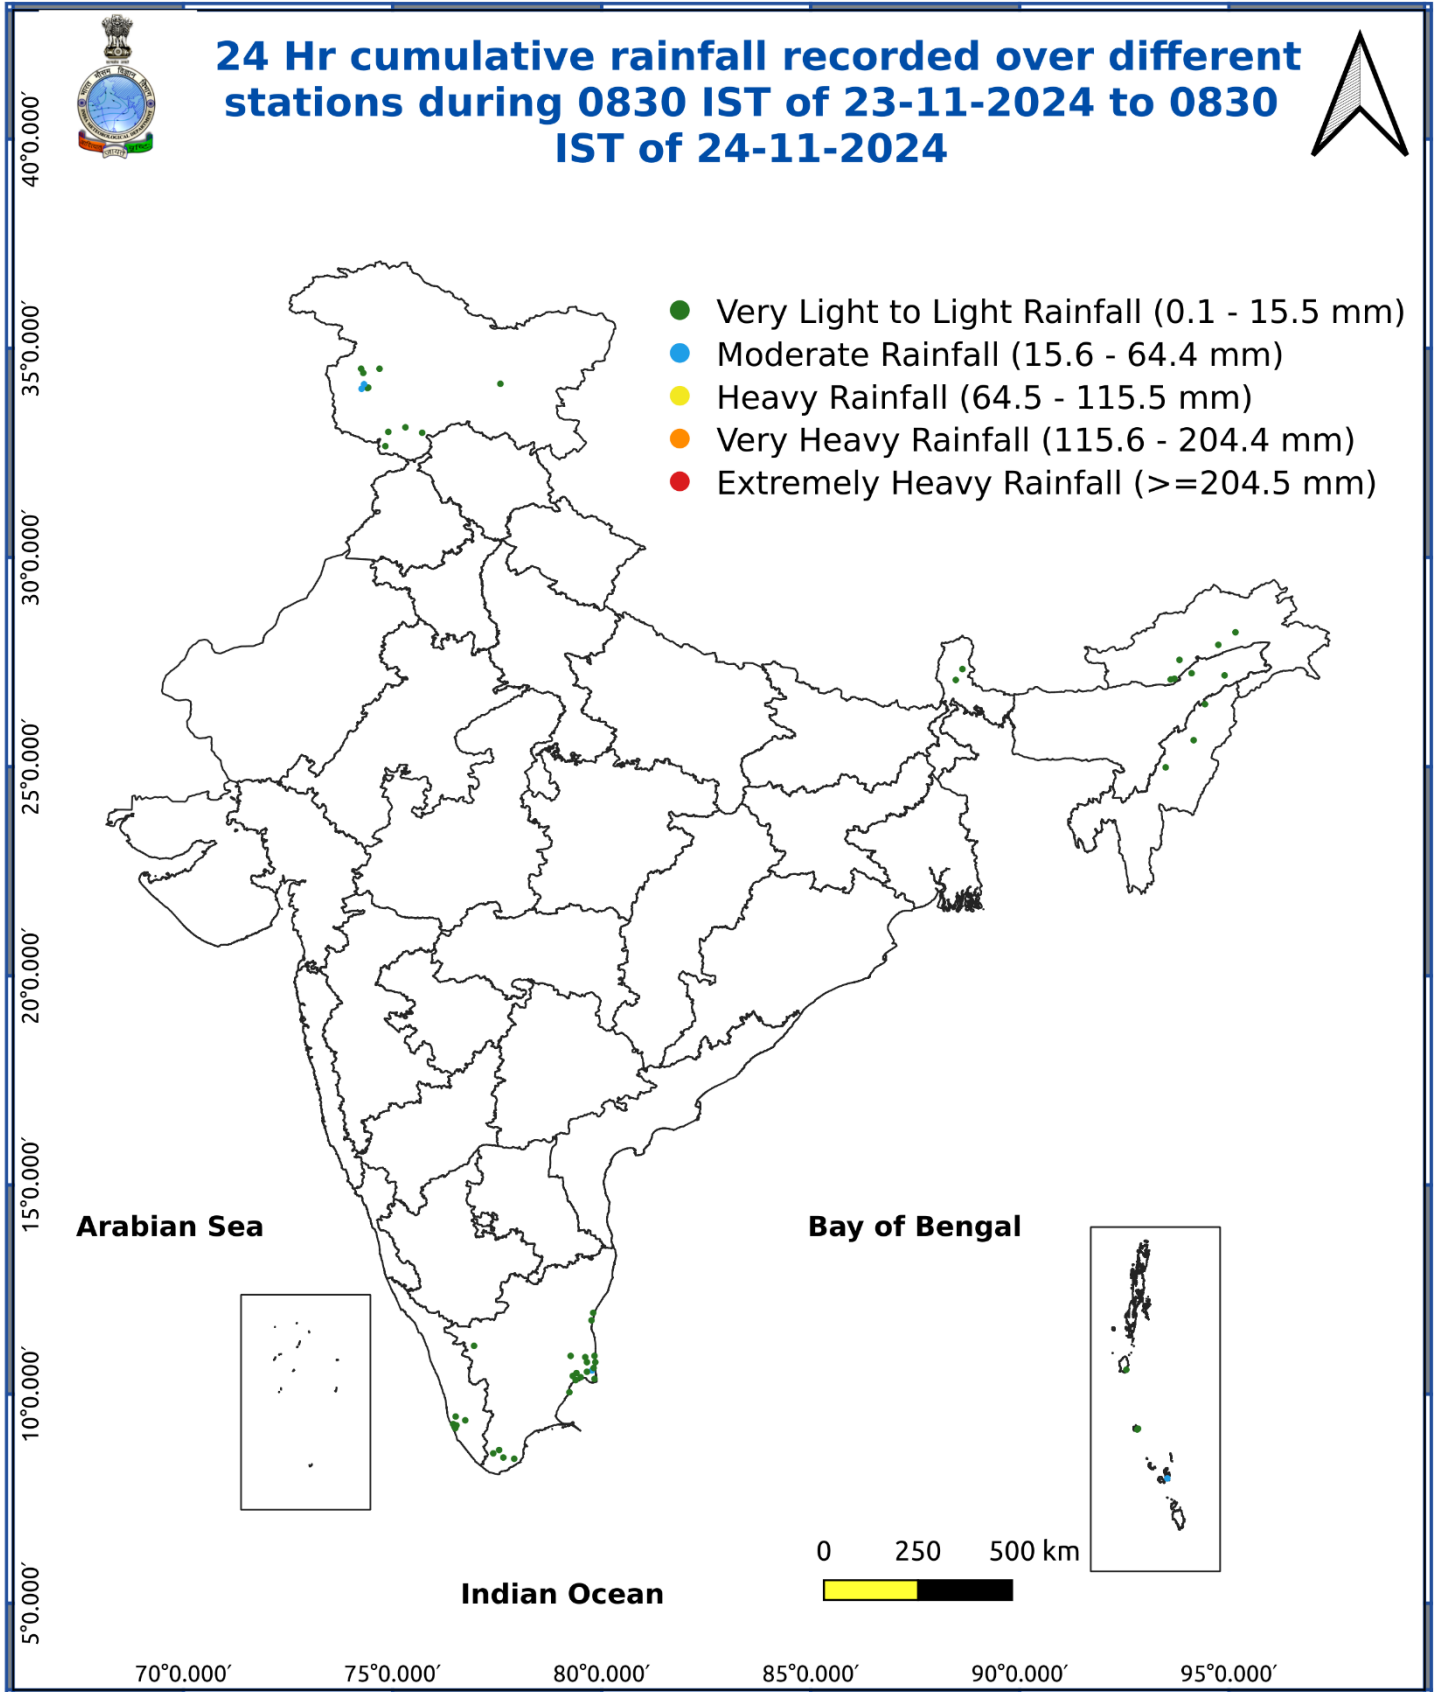 24 Hr cumulative rainfall recorded over different
stations during 0830 IST of 23-11-2024 to 0830
IST of 24-11-2024
Very Light to Light Rainfall (0.1 - 15.5 mm)
Moderate Rainfall (15.6 - 64.4 mm)
Heavy Rainfall (64.5 - 115.5 mm)
Very Heavy Rainfall (115.6 - 204.4 mm)
Extremely Heavy Rainfall (>=204.5 mm)
40°0.000′
35°0.000′
30°0.000′
25°0.000′
20°0.000′
15°0.000′
10°0.000′
5°0.000′
Arabian Sea
Bay of Bengal
Indian Ocean
0 250 500 km
70°0.000′ 75°0.000′ 80°0.000′ 85°0.000′ 90°0.000′ 95°0.000′